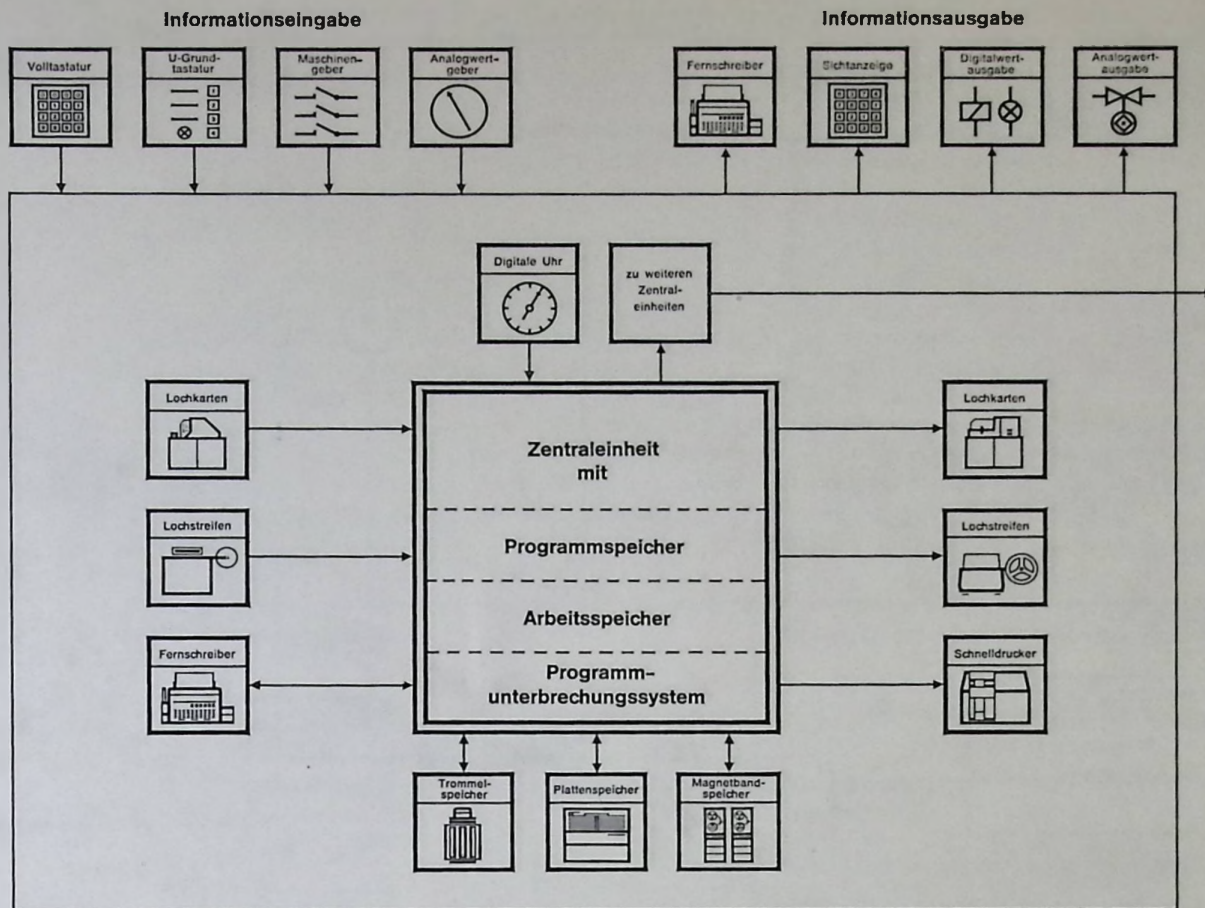 Informationseingabe
Informationsausgabe
Volltastatur
U-Grund-
tastatur
Maschinen-
geber
Analogwert-
geber
Fernschreiber
Sichtanzeige
Digitalwert-
ausgabe
Analogwert-
ausgabe
Digitale Uhr
zu weiteren
Zentral-
einheiten
Lochkarten
Lochkarten
Zentraleinheit
mit
Lochstreifen
Programmspeicher
Lochstreifen
Arbeitsspeicher
Fernschreiber
Programm-
unterbrechungssystem
Schnelldrucker
Trommel-
speicher
Plattenspeicher
Magnetband-
speicher